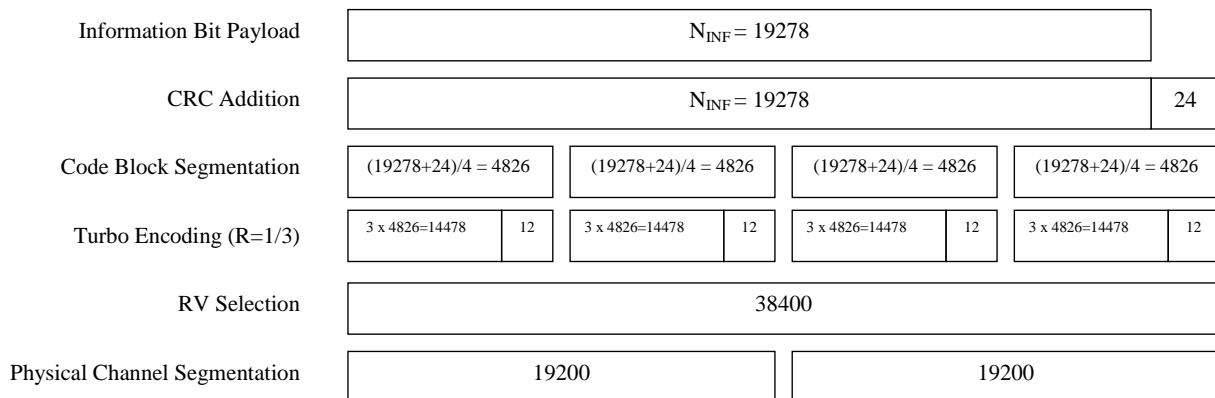 Information Bit Payload
N_INF = 19278
CRC Addition
N_INF = 19278
24
Code Block Segmentation
(19278+24)/4 = 4826
(19278+24)/4 = 4826
(19278+24)/4 = 4826
(19278+24)/4 = 4826
Turbo Encoding (R=1/3)
3 x 4826=14478
12
3 x 4826=14478
12
3 x 4826=14478
12
3 x 4826=14478
12
RV Selection
38400
Physical Channel Segmentation
19200
19200